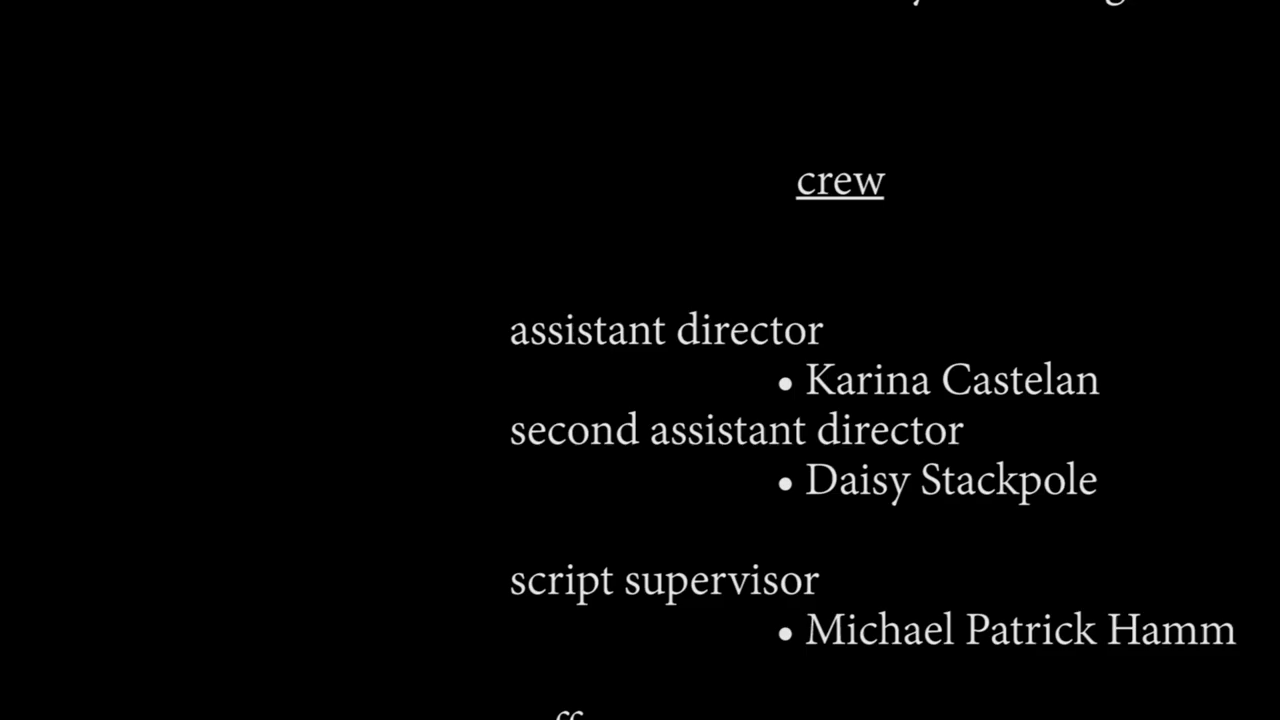 crew
assistant director
• Karina Castelan
second assistant director
• Daisy Stackpole
script supervisor
• Michael Patrick Hamm